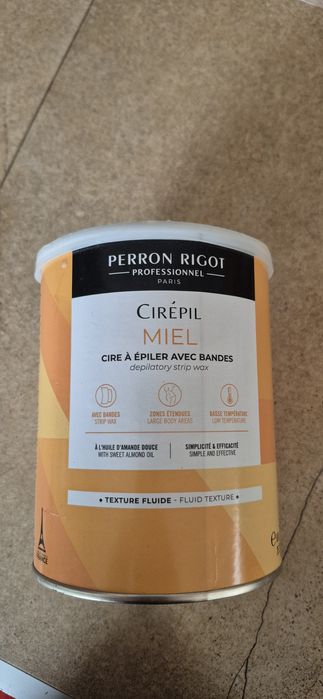 PERRON RIGOT
PROFESSIONNEL
PARIS
CIRÉPIL
MIEL
CIRE À ÉPILER AVEC BANDES
depilatory strip wax
AVEC BANDES
STRIP WAX
ZONES ÉTENDUES
LARGE BODY AREAS
BASSE TEMPÉRATURE
LOW TEMPERATURE
À L'HUILE D'AMANDE DOUCE
WITH SWEET ALMOND OIL
SIMPLICITÉ & EFFICACITÉ
SIMPLE AND EFFECTIVE
♦ TEXTURE FLUIDE - FLUID TEXTURE ♦
FRANCE